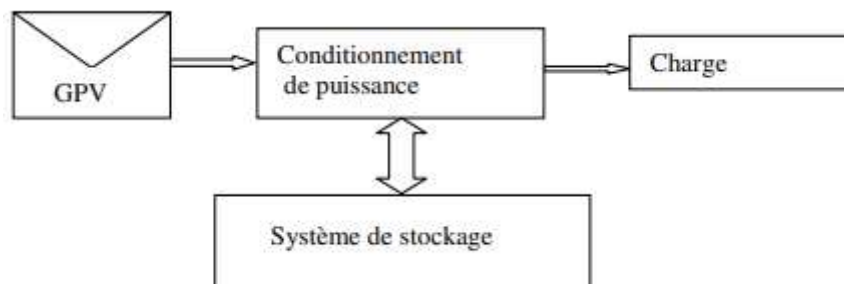 GPV
Conditionnement
de puissance
Charge
Système de stockage